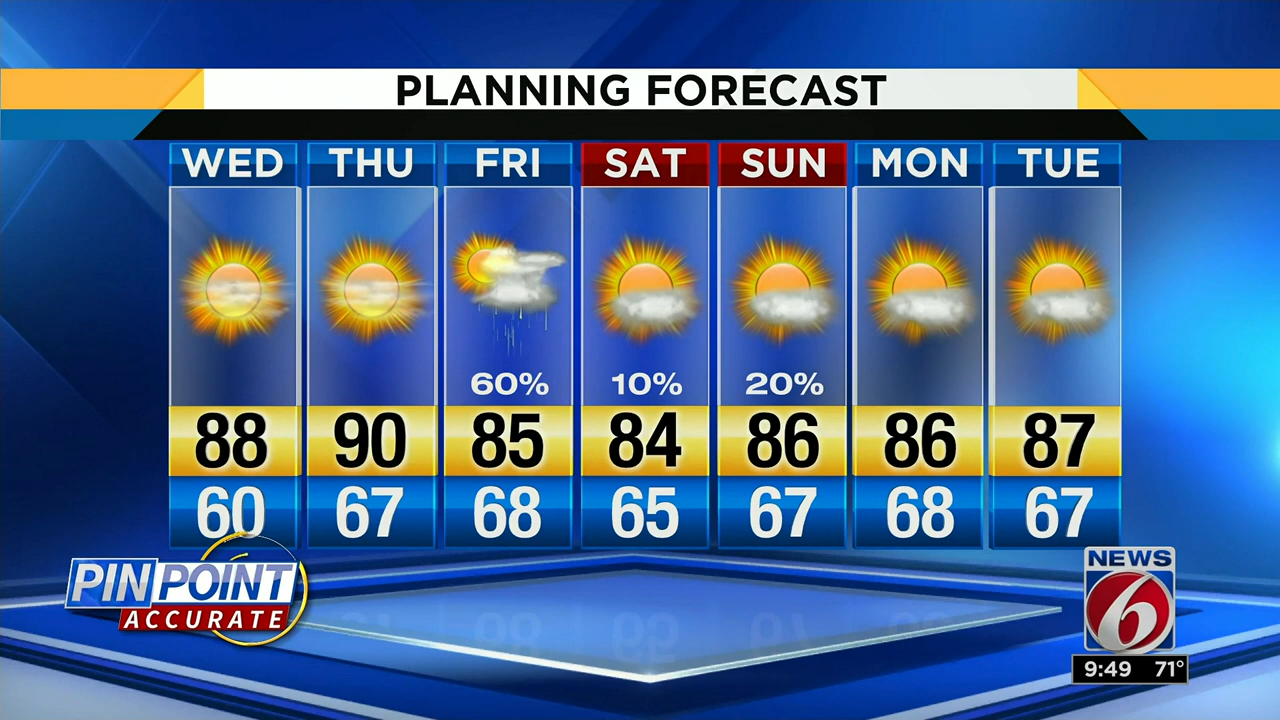 PLANNING FORECAST
WED THU FRI SAT SUN MON TUE
60% 10% 20%
88 90 85 84 86 86 87
60 67 68 65 67 68 67
PINPOINT
ACCURATE
NEWS
6
9:49 71°